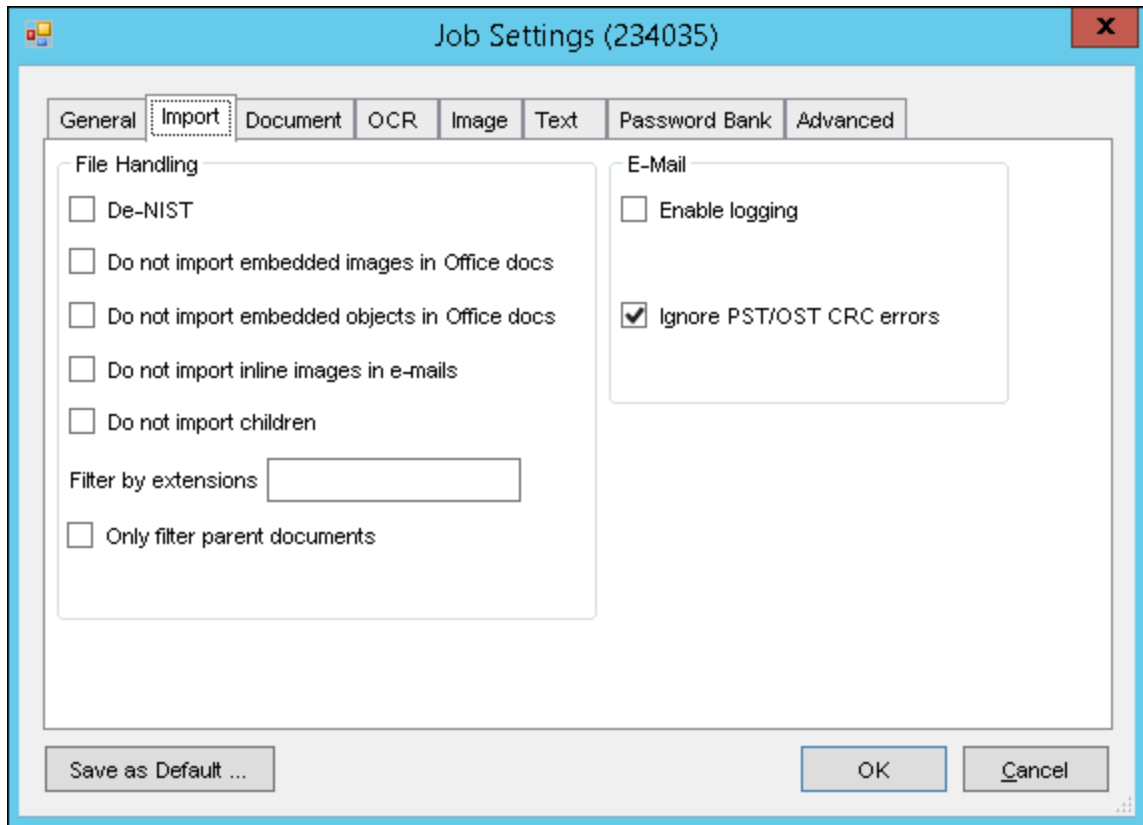 Job Settings (234035)
x
General Import Document OCR Image Text Password Bank Advanced
File Handling
De-NIST
Do not import embedded images in Office docs
Do not import embedded objects in Office docs
Do not import inline images in e-mails
Do not import children
Filter by extensions
Only filter parent documents
E-Mail
Enable logging
Ignore PST/OST CRC errors
Save as Default ...
OK
Cancel